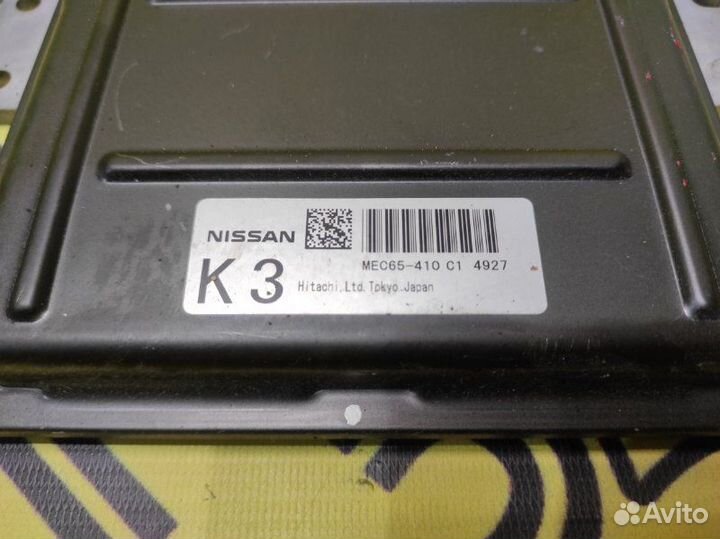 NISSAN
MEC65-410 C1 4927
K3 Hitachi,Ltd.Tokyo.Japan
Avito